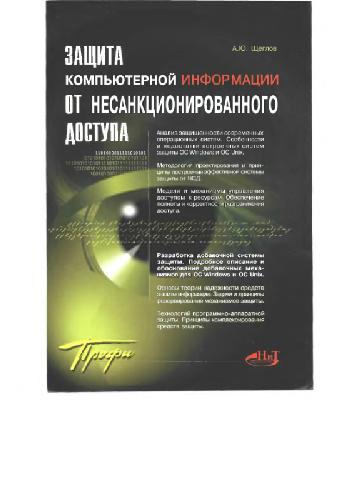 А.Ю. Щеглов
ЗАЩИТА
КОМПЬЮТЕРНОЙ ИНФОРМАЦИИ
ОТ НЕСАНКЦИОНИРОВАННОГО
ДОСТУПА
Анализ защищенности современных
операционных систем. Особенности
и недостатки встроенных систем
защиты ОС Windows и ОС Unix.
Методология проектирования и прин-
ципы построения эффективной системы
защиты от НСД.
Модели и механизмы управления
доступом к ресурсам. Обеспечение
полноты и корректности разграничения
доступа.
Разработка добавочной системы
защиты. Подробное описание и
обоснование добавочных меха-
низмов для ОС Windows и ОС Unix.
Основы теории надежности средств
защиты информации. Задачи и принципы
резервирования механизмов защиты.
Технологии программно-аппаратной
защиты. Принципы комплексирования
средств защиты.
Профи
НиТ